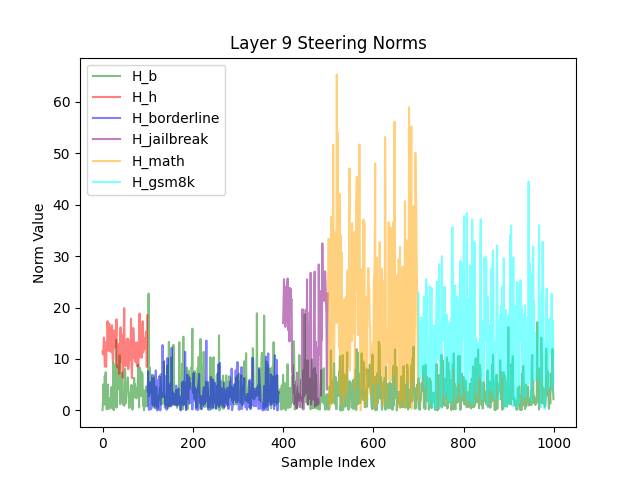 Layer 9 Steering Norms
H_b
H_h
H_borderline
H_jailbreak
H_math
H_gsm8k
Norm Value
60
50
40
30
20
10
0
0
200
400
600
800
1000
Sample Index